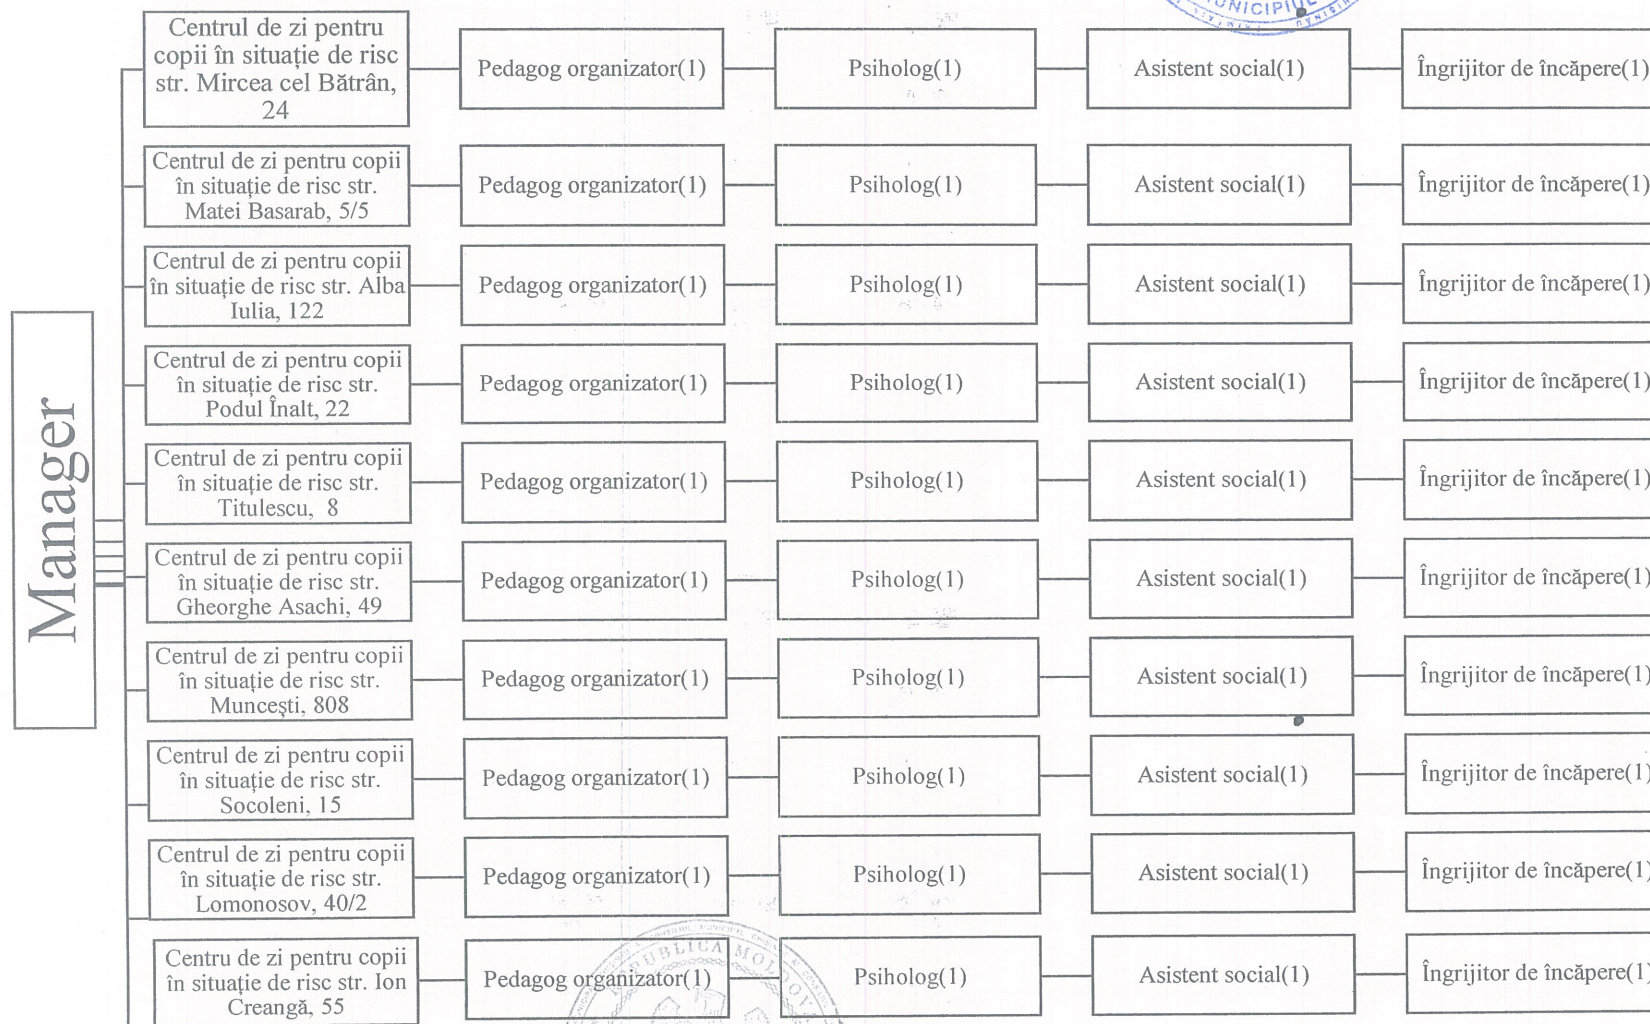 MUNICIPIUL
Centrul de zi pentru
copii în situație de risc
str. Mircea cel Bătrân,
24
Pedagog organizator(1)
Psiholog(1)
Asistent social(1)
Îngrijitor de încăpere(1)
Centrul de zi pentru copii
în situație de risc str.
Matei Basarab, 5/5
Pedagog organizator(1)
Psiholog(1)
Asistent social(1)
Îngrijitor de încăpere(1)
Centrul de zi pentru copii
în situație de risc str. Alba
Iulia, 122
Pedagog organizator(1)
Psiholog(1)
Asistent social(1)
Îngrijitor de încăpere(1)
Centrul de zi pentru copii
în situație de risc str.
Podul Înalt, 22
Pedagog organizator(1)
Psiholog(1)
Asistent social(1)
Îngrijitor de încăpere(1)
Manager
Centrul de zi pentru copii
în situație de risc str.
Titulescu, 8
Pedagog organizator(1)
Psiholog(1)
Asistent social(1)
Îngrijitor de încăpere(1)
Centrul de zi pentru copii
în situație de risc str.
Gheorghe Asachi, 49
Pedagog organizator(1)
Psiholog(1)
Asistent social(1)
Îngrijitor de încăpere(1)
Centrul de zi pentru copii
în situație de risc str.
Muncești, 808
Pedagog organizator(1)
Psiholog(1)
Asistent social(1)
Îngrijitor de încăpere(1)
Centrul de zi pentru copii
în situație de risc str.
Socoleni, 15
Pedagog organizator(1)
Psiholog(1)
Asistent social(1)
Îngrijitor de încăpere(1)
Centrul de zi pentru copii
în situație de risc str.
Lomonosov, 40/2
Pedagog organizator(1)
Psiholog(1)
Asistent social(1)
Îngrijitor de încăpere(1)
Centru de zi pentru copii
în situație de risc str. Ion
Creangă, 55
Pedagog organizator(1)
Psiholog(1)
Asistent social(1)
Îngrijitor de încăpere(1)
REPUBLICA MOLDOVA